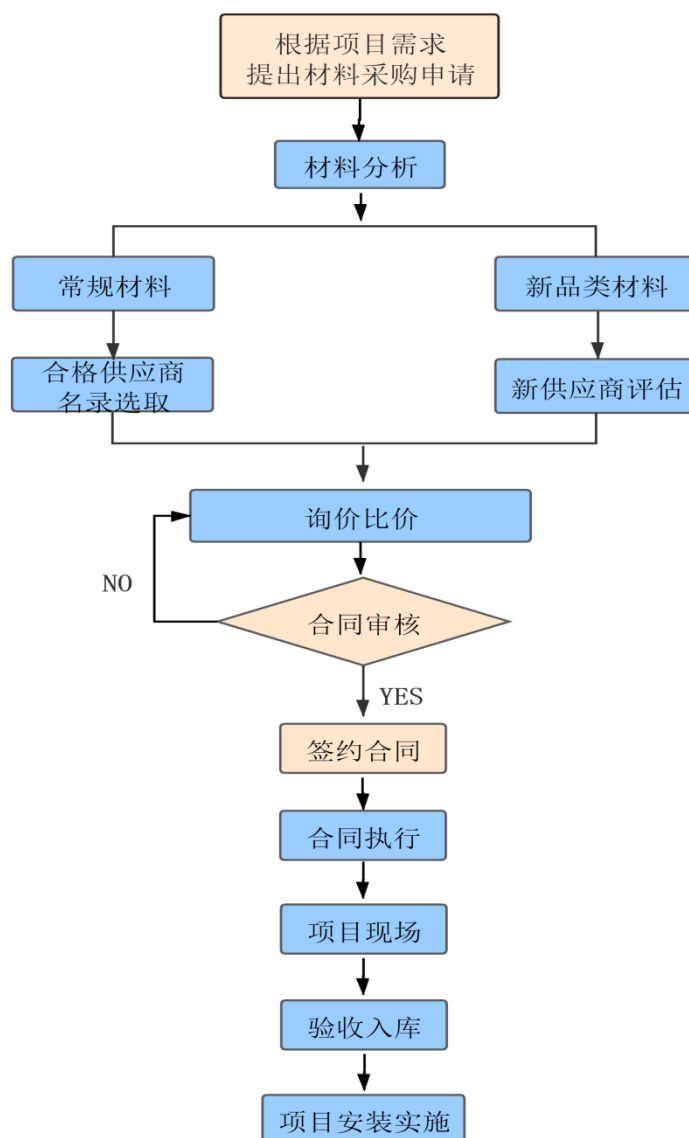 根据项目需求
提出材料采购申请
材料分析
常规材料
新品类材料
合格供应商
名录选取
新供应商评估
询价比价
NO
合同审核
YES
签约合同
合同执行
项目现场
验收入库
项目安装实施